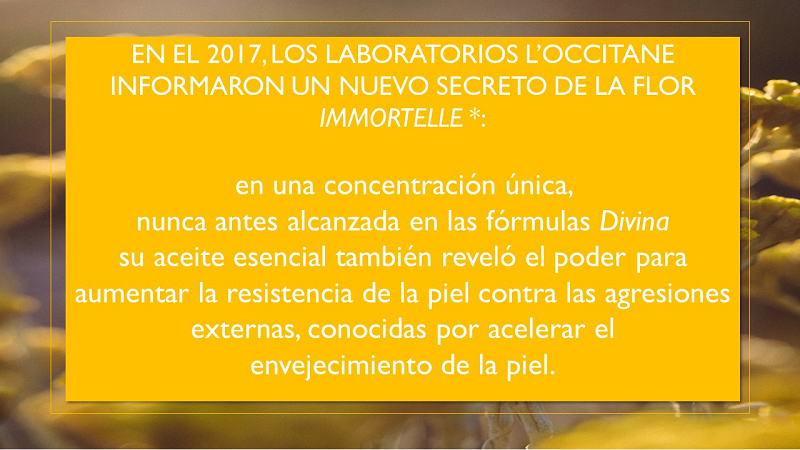 EN EL 2017, LOS LABORATORIOS L’OCCITANE
INFORMARON UN NUEVO SECRETO DE LA FLOR
IMMORTELLE *:
en una concentración única,
nunca antes alcanzada en las fórmulas Divina
su aceite esencial también reveló el poder para
aumentar la resistencia de la piel contra las agresiones
externas, conocidas por acelerar el
envejecimiento de la piel.